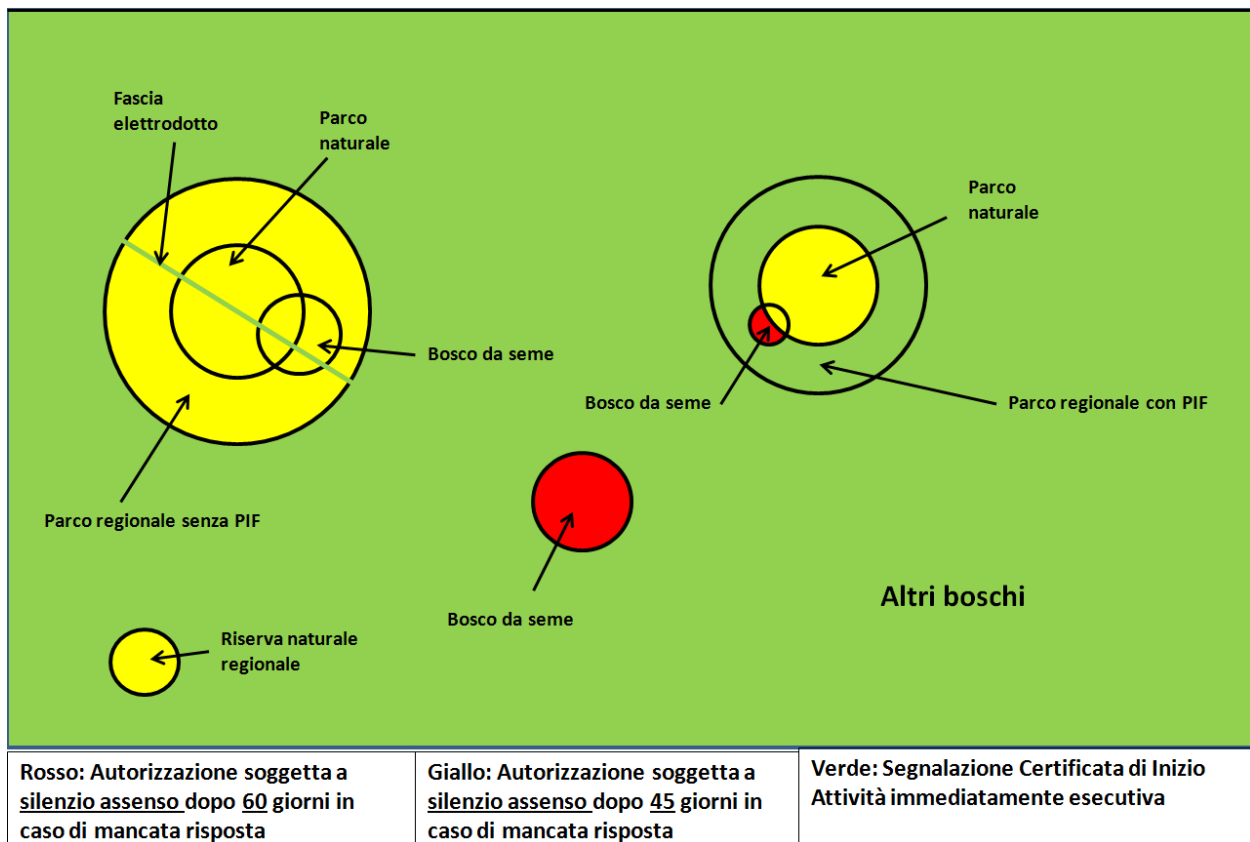 Fascia
elettrodotto
Parco
naturale
Parco
naturale
Bosco da seme
Bosco da seme
Parco regionale con PIF
Parco regionale senza PIF
Altri boschi
Bosco da seme
Riserva naturale
regionale
Rosso: Autorizzazione soggetta a
silenzio assenso dopo 60 giorni in
caso di mancata risposta
Giallo: Autorizzazione soggetta a
silenzio assenso dopo 45 giorni in
caso di mancata risposta
Verde: Segnalazione Certificata di Inizio
Attività immediatamente esecutiva